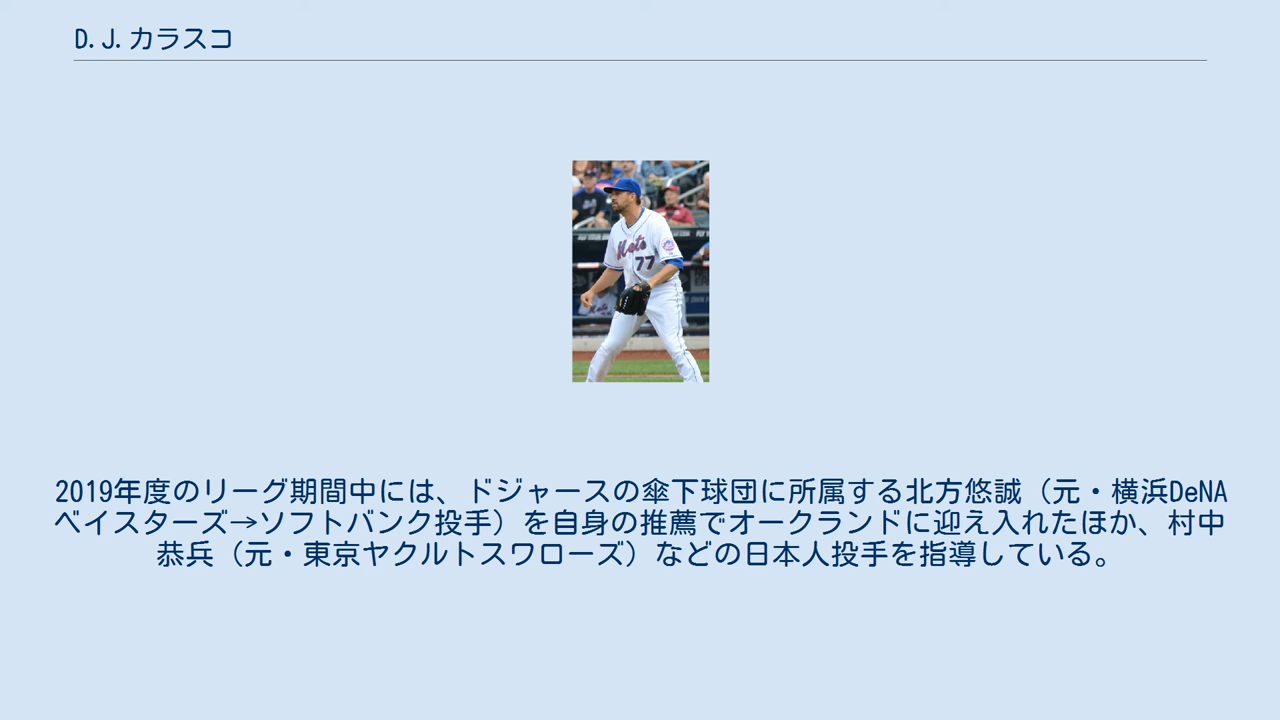 D.J.カラスコ
Mets
77
2019年度のリーグ期間中には、ドジャースの傘下球団に所属する北方悠誠（元・横浜DeNA
ベイスターズ→ソフトバンク投手）を自身の推薦でオークランドに迎え入れたほか、村中
恭兵（元・東京ヤクルトスワローズ）などの日本人投手を指導している。